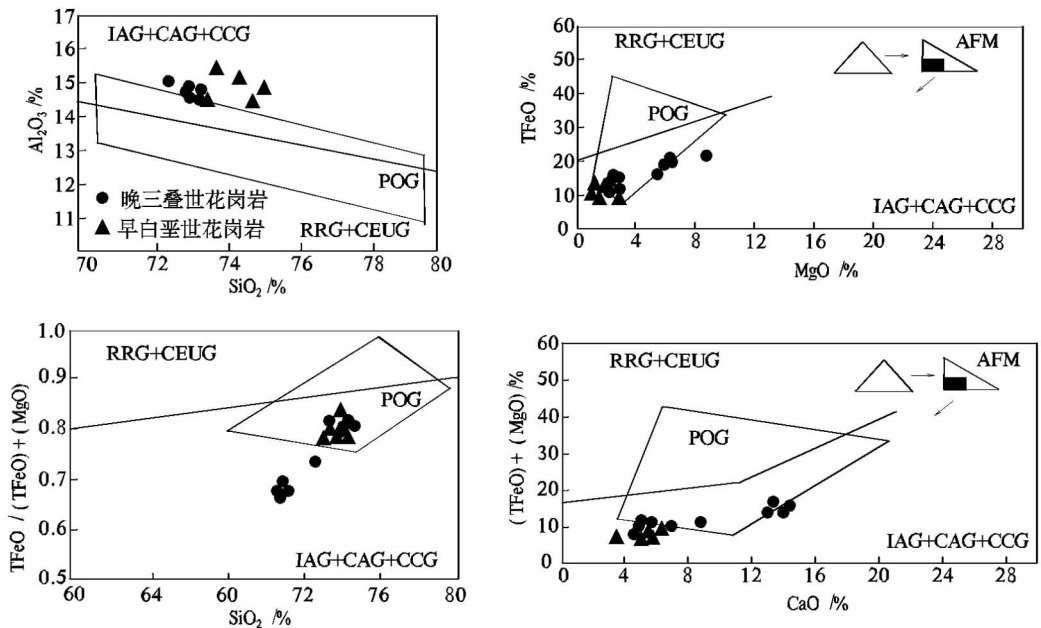 17
16
15
14
13
12
11
Al₂O₃ /%
IAG+CAG+CCG
POG
RRG+CEUG
● 晚三叠世花岗岩
▲ 早白垩世花岗岩
70 72 74 76 78 80
SiO₂ /%
60
50
40
30
20
10
0
TFeO /%
RRG+CEUG
AFM
POG
IAG+CAG+CCG
0 4 8 12 16 20 24 28
MgO /%
1.0
0.9
0.8
0.7
0.6
0.5
TFeO / (TFeO) + (MgO)
RRG+CEUG
POG
IAG+CAG+CCG
60 64 60 72 76 80
SiO₂ /%
60
50
40
30
20
10
0
(TFeO) + (MgO) /%
RRG+CEUG
AFM
POG
IAG+CAG+CCG
0 4 8 12 16 20 24 28
CaO /%